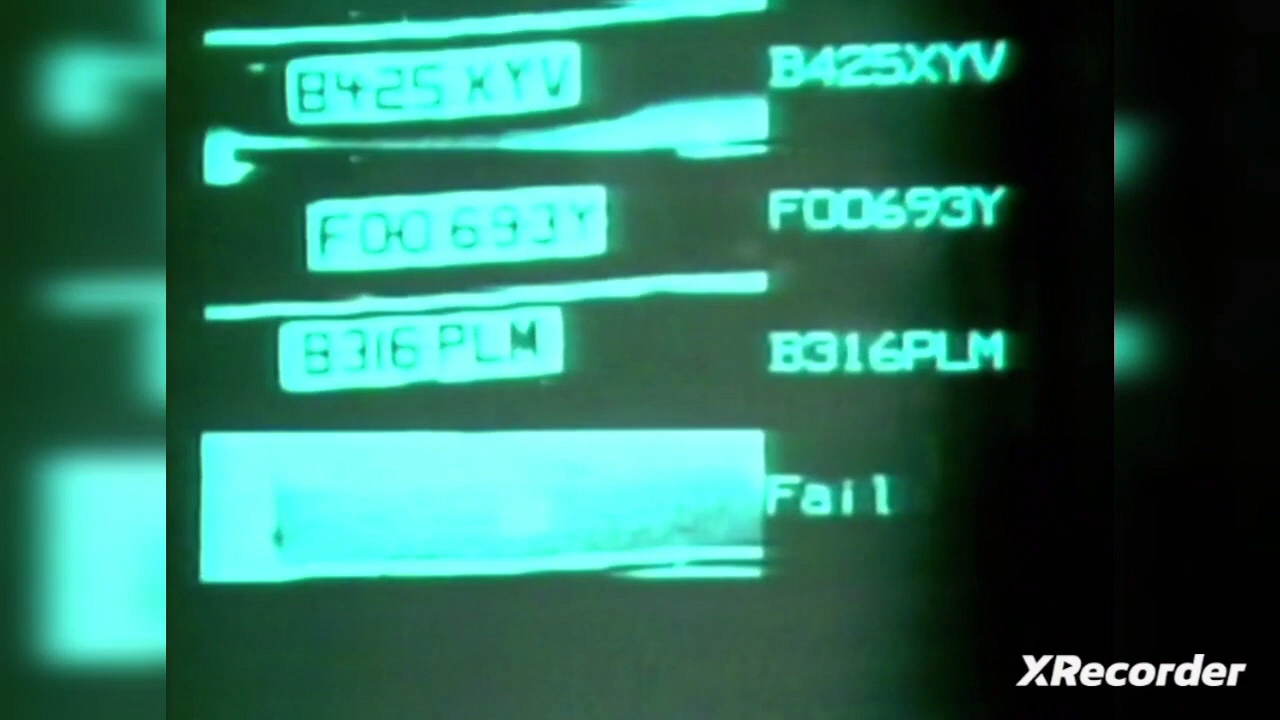 B425 XYV B425XYV
F00 693Y F00693Y
B316 PLM B316PLM
Fail
XRecorder